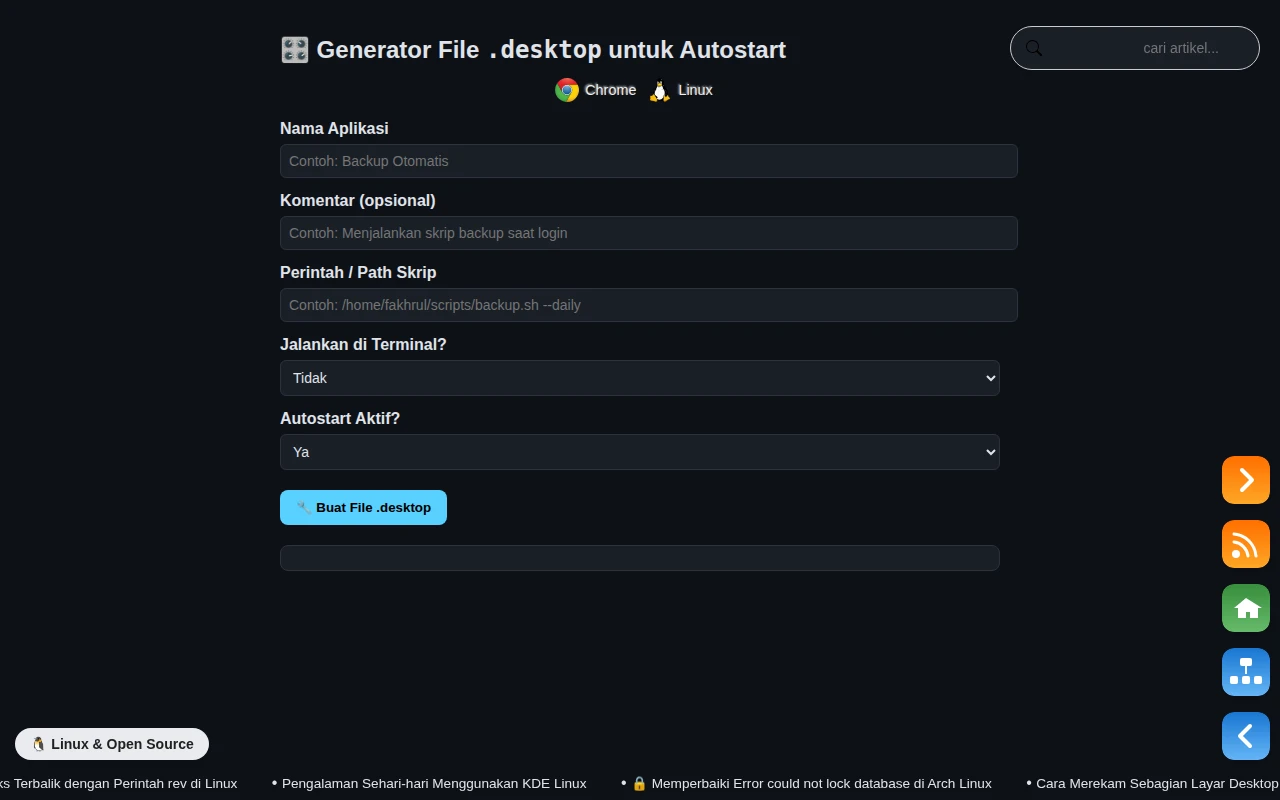 Generator File .desktop untuk Autostart
cari artikel...
Chrome Linux
Nama Aplikasi
Contoh: Backup Otomatis
Komentar (opsional)
Contoh: Menjalankan skrip backup saat login
Perintah / Path Skrip
Contoh: /home/fakhrul/scripts/backup.sh --daily
Jalankan di Terminal?
Tidak
Autostart Aktif?
Ya
🔧 Buat File .desktop
🐧 Linux & Open Source
ks Terbalik dengan Perintah rev di Linux • Pengalaman Sehari-hari Menggunakan KDE Linux • 🔒 Memperbaiki Error could not lock database di Arch Linux • Cara Merekam Sebagian Layar Desktop